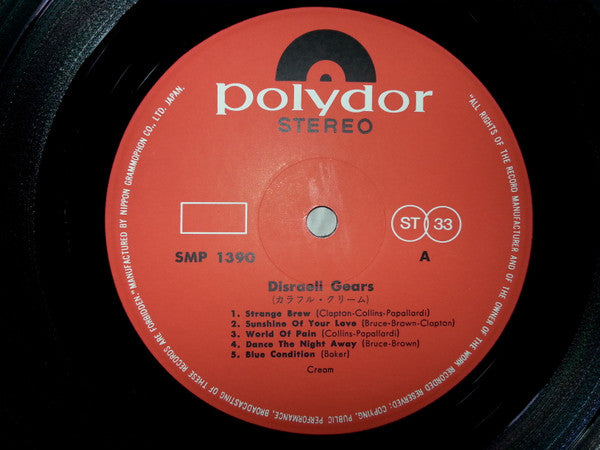 polydor
STEREO
ST 33
SMP 1390
A
Disraeli Gears
(カラフル・クリーム)
1. Strange Brew (Clapton-Collins-Papallardi)
2. Sunshine Of Your Love (Bruce-Brown-Clapton)
3. World Of Pain (Collins-Papallardi)
4. Dance The Night Away (Bruce-Brown)
5. Blue Condition (Baker)
Cream
"ALL RIGHTS OF THE RECORD MANUFACTURER AND OF THE OWNER OF THE WORK RECORDED RESERVED: COPYING, PUBLIC PERFORMANCE, BROADCASTING OF THESE RECORDS ARE FORBIDDEN." MANUFACTURED BY NIPPON GRAMMOPHON CO., LTD. JAPAN.